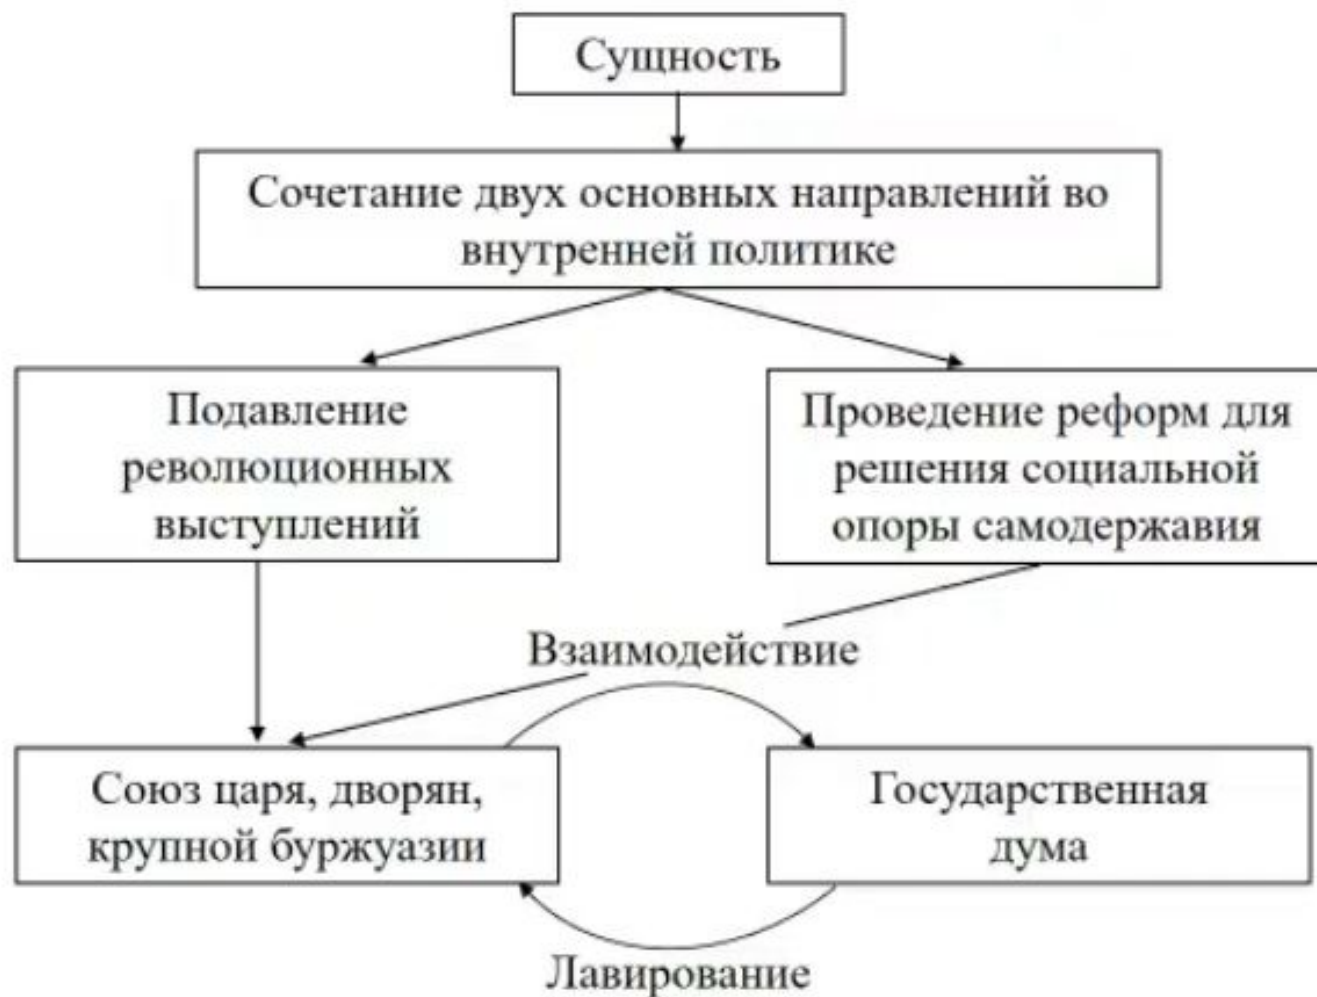 Сущность
Сочетание двух основных направлений во
внутренней политике
Подавление
революционных
выступлений
Проведение реформ для
решения социальной
опоры самодержавия
Взаимодействие
Союз царя, дворян,
крупной буржуазии
Государственная
дума
Лавирование